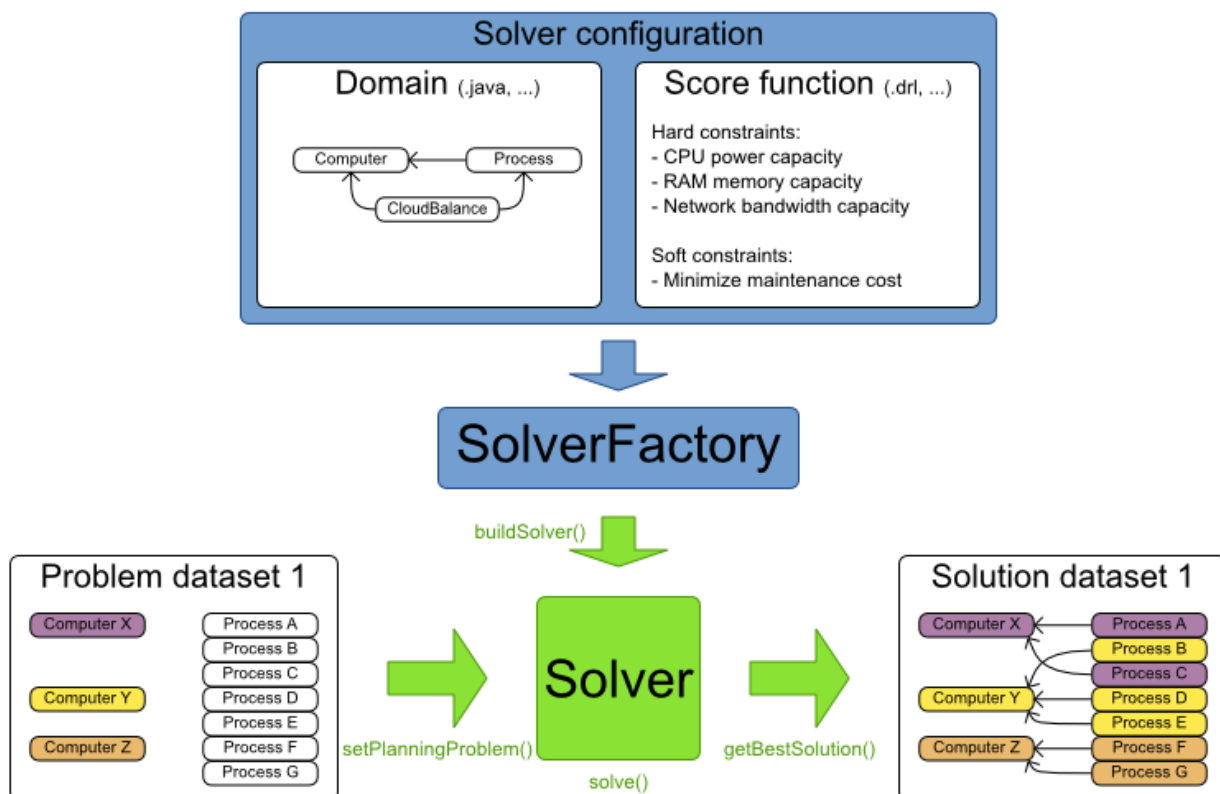 Solver configuration
Domain (.java, ...)
Computer
Process
CloudBalance
Score function (.drl, ...)
Hard constraints:
- CPU power capacity
- RAM memory capacity
- Network bandwidth capacity
Soft constraints:
- Minimize maintenance cost
SolverFactory
buildSolver()
Problem dataset 1
Computer X
Computer Y
Computer Z
Process A
Process B
Process C
Process D
Process E
Process F
Process G
setPlanningProblem()
Solver
solve()
getBestSolution()
Solution dataset 1
Computer X
Computer Y
Computer Z
Process A
Process B
Process C
Process D
Process E
Process F
Process G